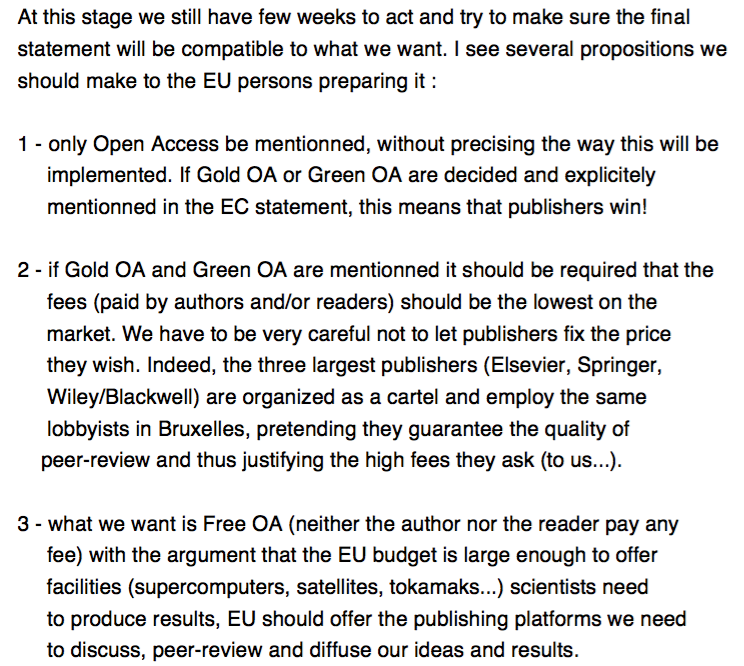 At this stage we still have few weeks to act and try to make sure the final
statement will be compatible to what we want. I see several propositions we
should make to the EU persons preparing it :
1 - only Open Access be mentionned, without precising the way this will be
implemented. If Gold OA or Green OA are decided and explicitely
mentionned in the EC statement, this means that publishers win!
2 - if Gold OA and Green OA are mentionned it should be required that the
fees (paid by authors and/or readers) should be the lowest on the
market. We have to be very careful not to let publishers fix the price
they wish. Indeed, the three largest publishers (Elsevier, Springer,
Wiley/Blackwell) are organized as a cartel and employ the same
lobbyists in Bruxelles, pretending they guarantee the quality of
peer-review and thus justifying the high fees they ask (to us...).
3 - what we want is Free OA (neither the author nor the reader pay any
fee) with the argument that the EU budget is large enough to offer
facilities (supercomputers, satellites, tokamaks...) scientists need
to produce results, EU should offer the publishing platforms we need
to discuss, peer-review and diffuse our ideas and results.